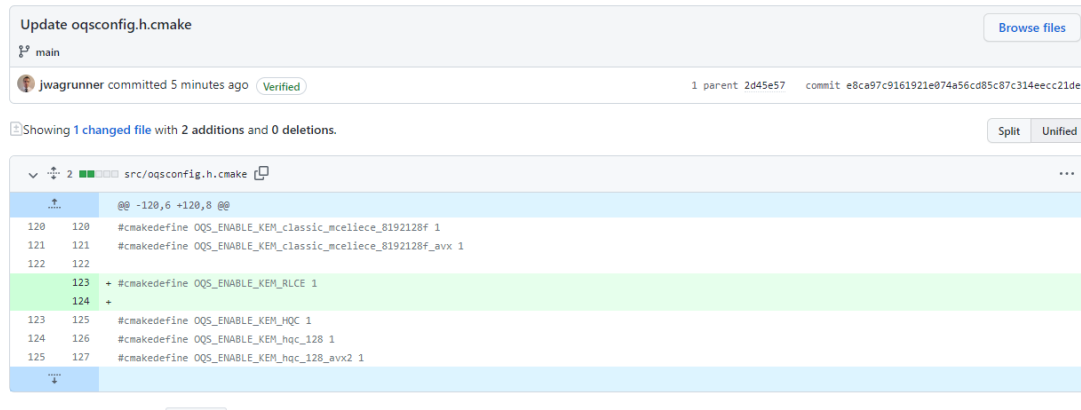 Update oqsconfig.h.cmake
Browse files
main
jwagrunner committed 5 minutes ago Verified
1 parent 2d45e57 commit e8ca97c9161921e074a56cd85c87c314eecc21de
Showing 1 changed file with 2 additions and 0 deletions.
Split Unified
2 src/oqsconfig.h.cmake ...
@@ -120,6 +120,8 @@
120 120 #cmakedefine OQS_ENABLE_KEM_classic_mceliece_8192128f 1
121 121 #cmakedefine OQS_ENABLE_KEM_classic_mceliece_8192128f_avx 1
122 122
123 + #cmakedefine OQS_ENABLE_KEM_RLCE 1
124 +
123 125 #cmakedefine OQS_ENABLE_KEM_HQC 1
124 126 #cmakedefine OQS_ENABLE_KEM_hqc_128 1
125 127 #cmakedefine OQS_ENABLE_KEM_hqc_128_avx2 1